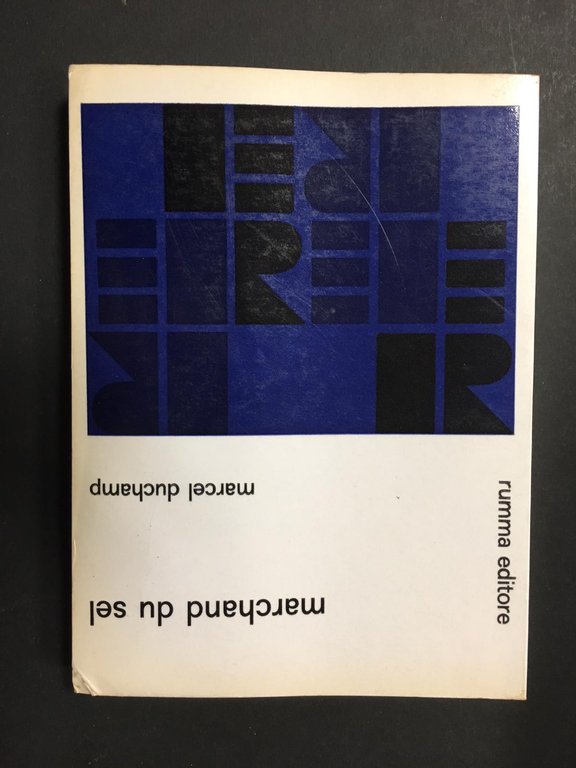 marchand du sel
marcel duchamp
rumma editore